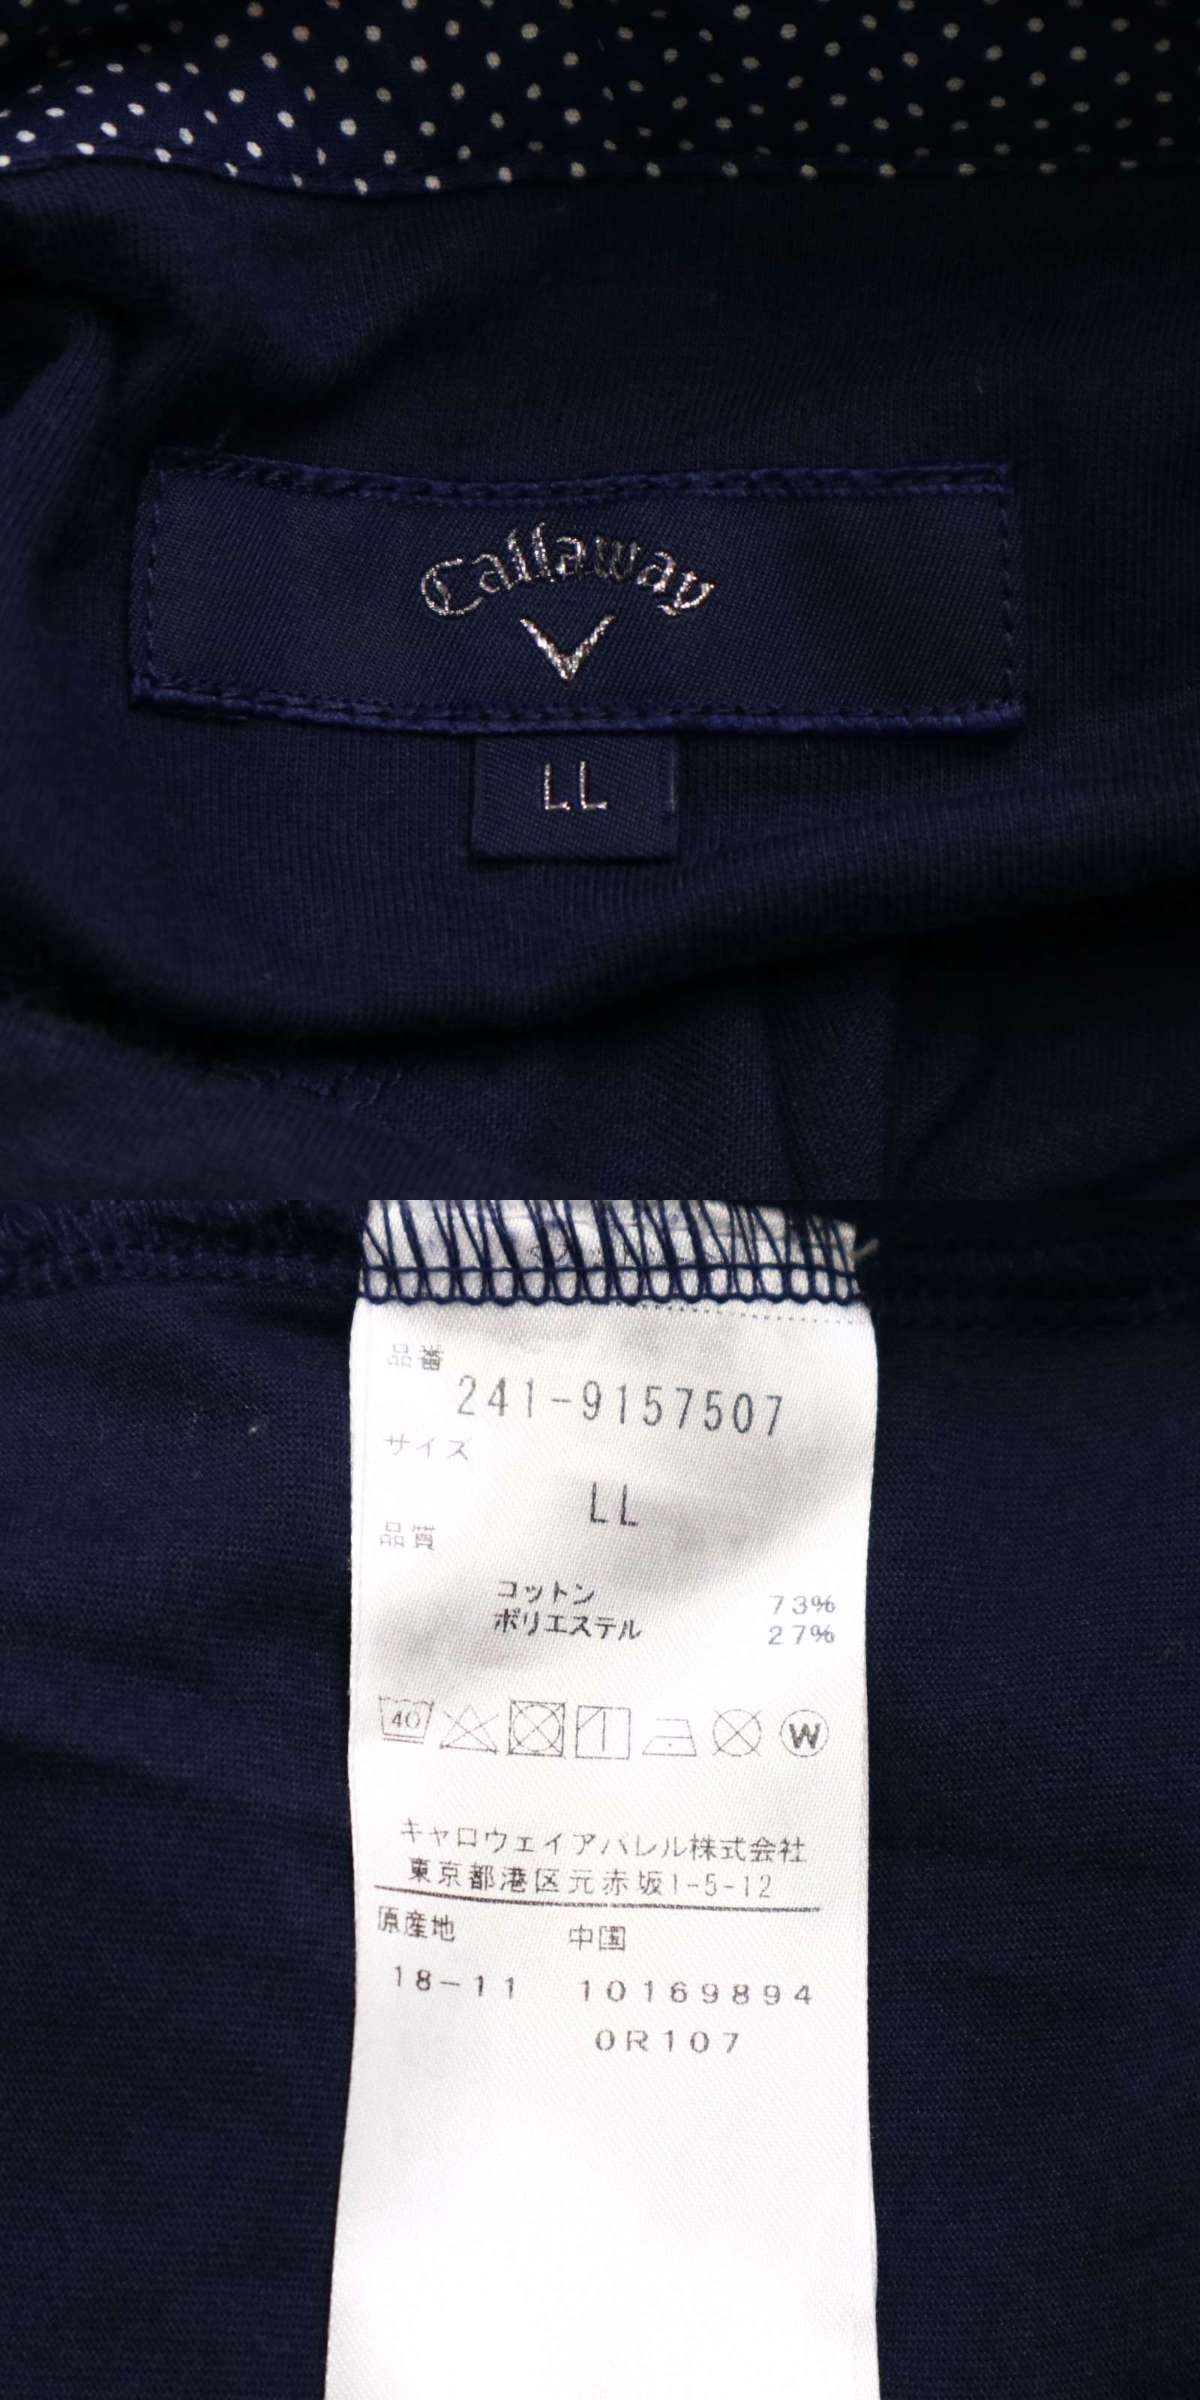 Callaway
LL
品番
241-9157507
サイズ
LL
品質
コットン 73%
ポリエステル 27%
40
W
キャロウェイアパレル株式会社
東京都港区元赤坂1-5-12
原産地 中国
18-11 10169894
0R107